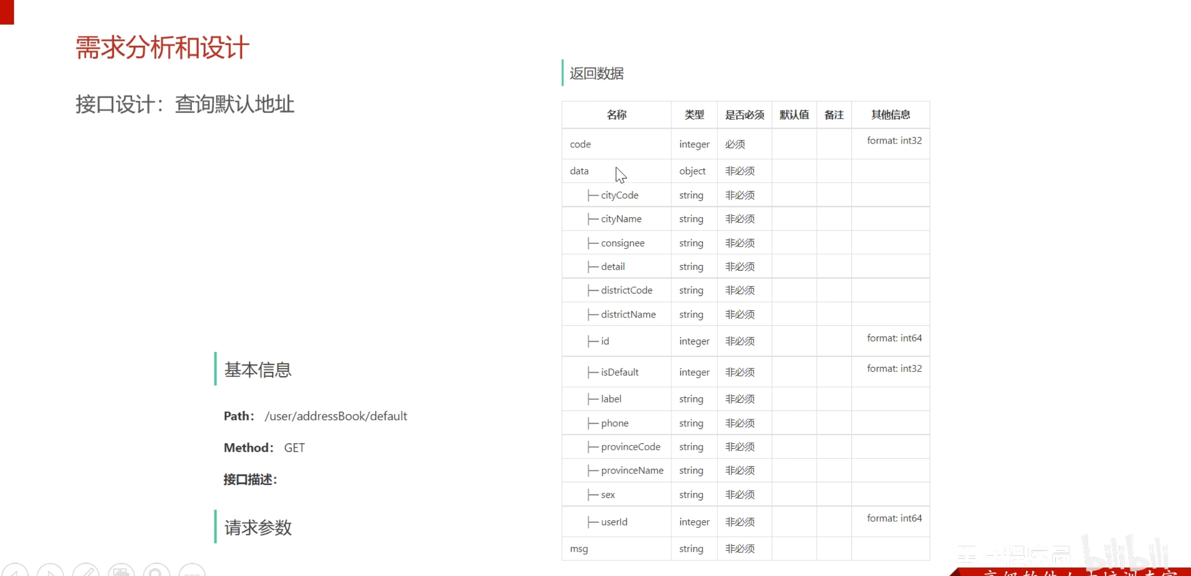 需求分析和设计
接口设计：查询默认地址
基本信息
Path： /user/addressBook/default
Method： GET
接口描述：
请求参数
返回数据
名称 类型 是否必须 默认值 备注 其他信息
code integer 必须 format: int32
data object 非必须
├─ cityCode string 非必须
├─ cityName string 非必须
├─ consignee string 非必须
├─ detail string 非必须
├─ districtCode string 非必须
├─ districtName string 非必须
├─ id integer 非必须 format: int64
├─ isDefault integer 非必须 format: int32
├─ label string 非必须
├─ phone string 非必须
├─ provinceCode string 非必须
├─ provinceName string 非必须
├─ sex string 非必须
├─ userId integer 非必须 format: int64
msg string 非必须
bilibili